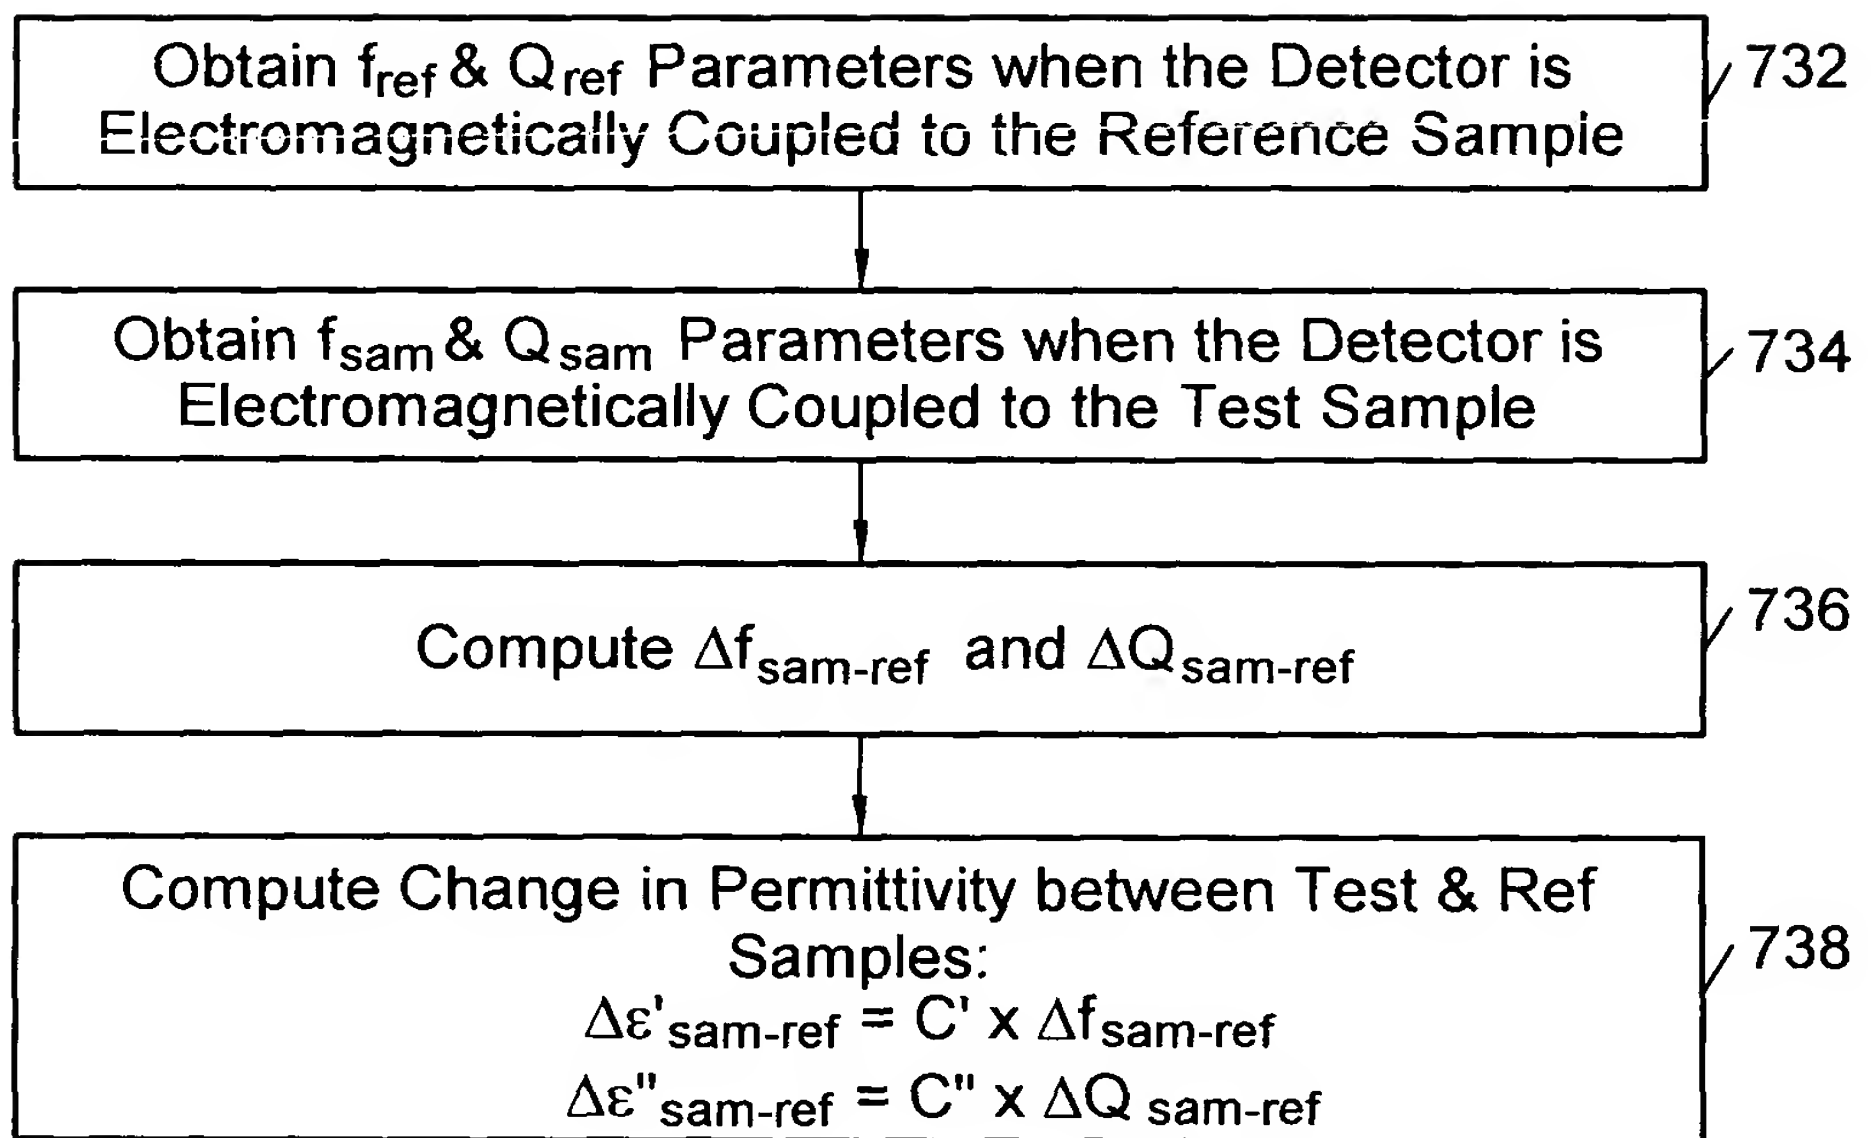 Obtain fref & Qref Parameters when the Detector is
Electromagnetically Coupled to the Reference Sample
732
Obtain fsam & Qsam Parameters when the Detector is
Electromagnetically Coupled to the Test Sample
734
Compute Δfsam-ref and ΔQsam-ref
736
Compute Change in Permittivity between Test & Ref
Samples:
738
Δε'sam-ref = C' x Δfsam-ref
Δε"sam-ref = C" x ΔQ sam-ref